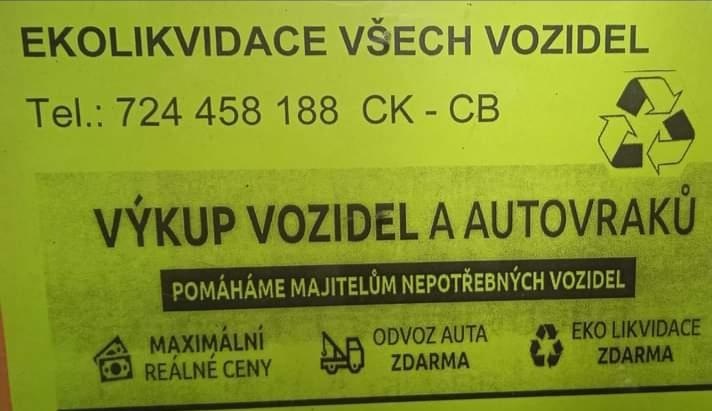 EKOLIKVIDACE VŠECH VOZIDEL
Tel.: 724 458 188 CK - CB
VÝKUP VOZIDEL A AUTOVRAKŮ
POMÁHÁME MAJITELŮM NEPOTŘEBNÝCH VOZIDEL
MAXIMÁLNÍ
REÁLNÉ CENY
ODVOZ AUTA
ZDARMA
EKO LIKVIDACE
ZDARMA